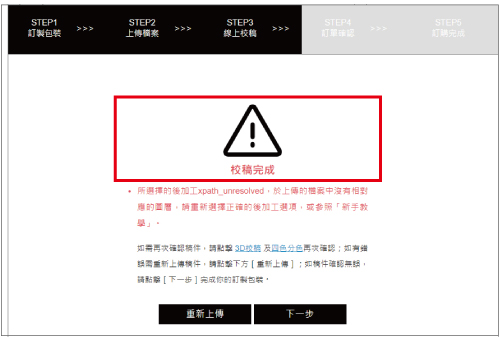 STEP1 >>> STEP2 >>> STEP3 >>> STEP4 >>> STEP5
訂製包裝 上傳檔案 線上校稿 訂單確認 訂購完成
校稿完成
• 所選擇的後加工xpath_unresolved，於上傳的檔案中沒有相對
應的圖層，請重新選擇正確的後加工選項，或參照「新手教
學」。
如需再次確認稿件，請點擊 3D校稿 及四色分色再次確認；如有錯
誤需重新上傳稿件，請點擊下方 [ 重新上傳 ] ；如稿件確認無誤，
請點擊 [ 下一步 ] 完成你的訂製包裝。
重新上傳 下一步